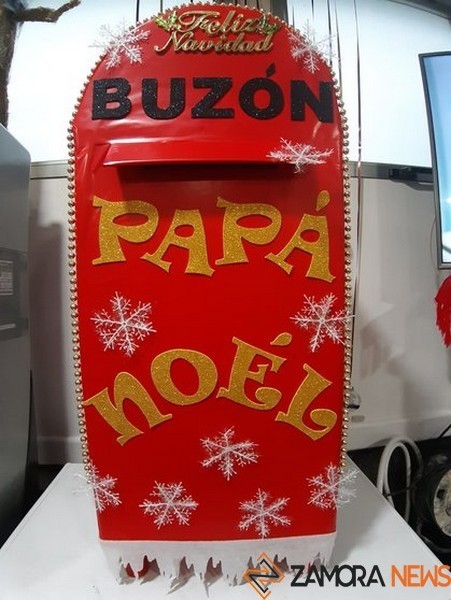 Feliz
Navidad
BUZÓN
PAPÁ
NOÉL
ZAMORA NEWS